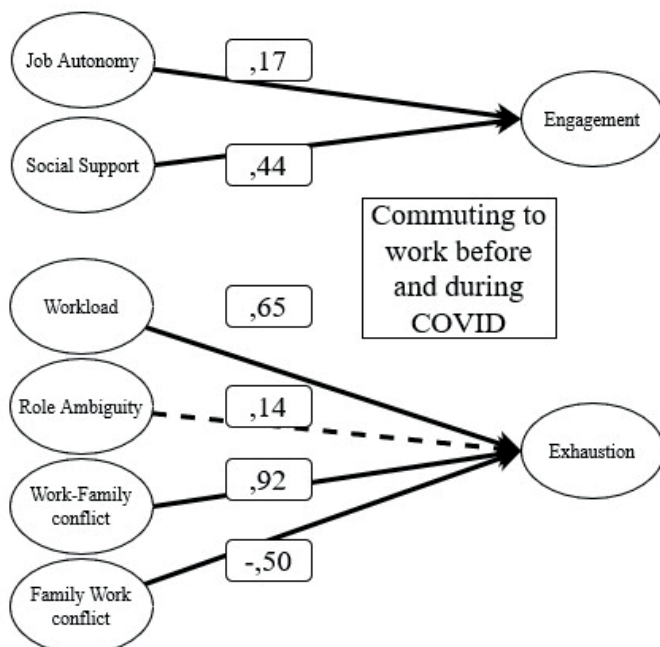 Job Autonomy
,17
Engagement
Social Support
,44
Commuting to
work before
and during
COVID
Workload
,65
Role Ambiguity
,14
Exhaustion
Work-Family
conflict
,92
Family Work
conflict
-,50